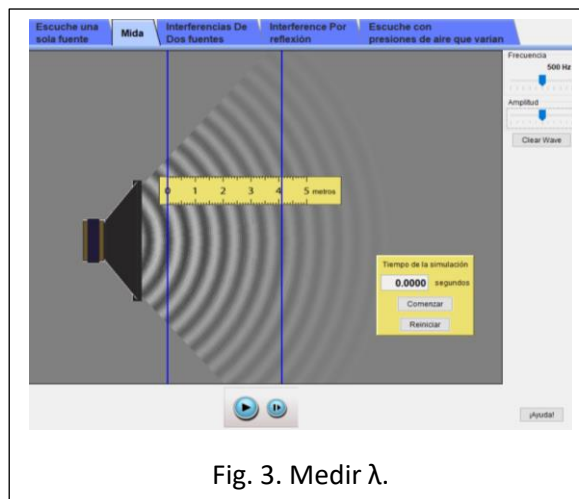 Escuche una
sola fuente
Mida
Interferencias De
Dos fuentes
Interference Por
reflexión
Escuche con
presiones de aire que varian
Frecuencia
500 Hz
Amplitud
Clear Wave
0 1 2 3 4 5 metros
Tiempo de la simulación
0.0000 segundos
Comenzar
Reiniciar
¡Ayuda!
Fig. 3. Medir λ.